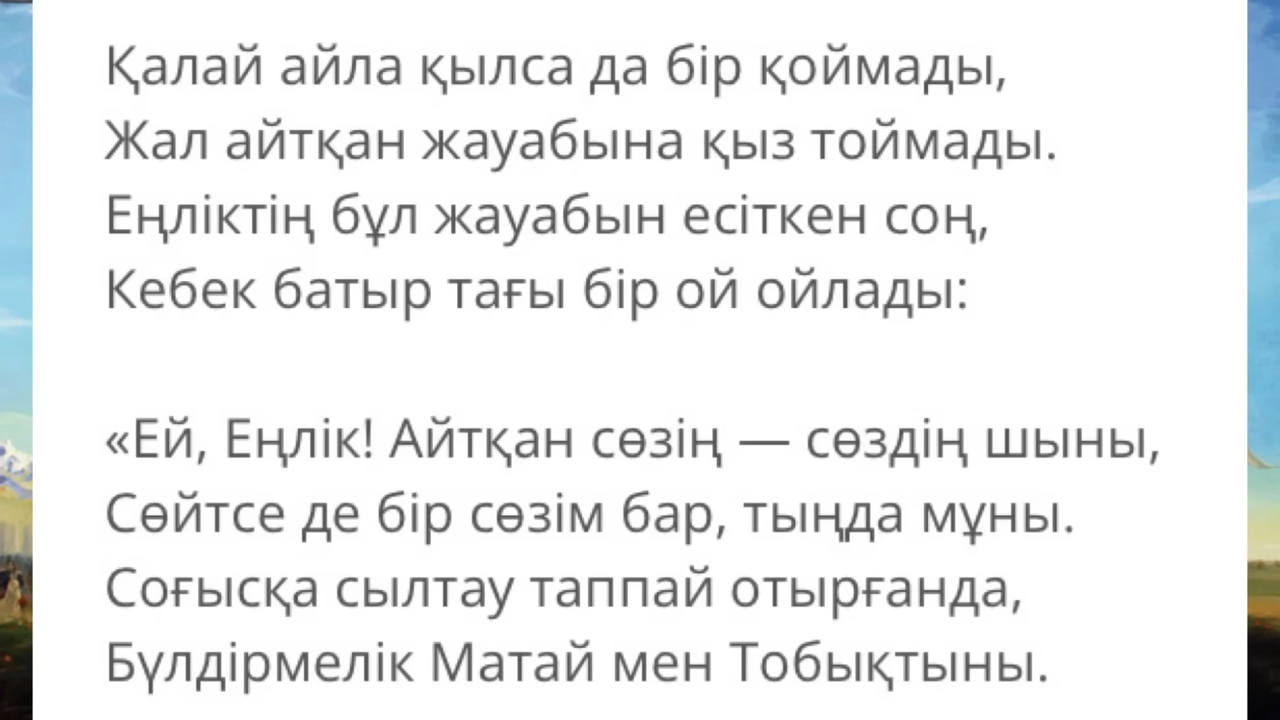 Қалай айла қылса да бір қоймады,
Жал айтқан жауабына қыз тоймады.
Еңліктің бұл жауабын есіткен соң,
Кебек батыр тағы бір ой ойлады:
«Ей, Еңлік! Айтқан сөзің — сөздің шыны,
Сөйтсе де бір сөзім бар, тыңда мұны.
Соғысқа сылтау таппай отырғанда,
Бүлдірмелік Матай мен Тобықтыны.